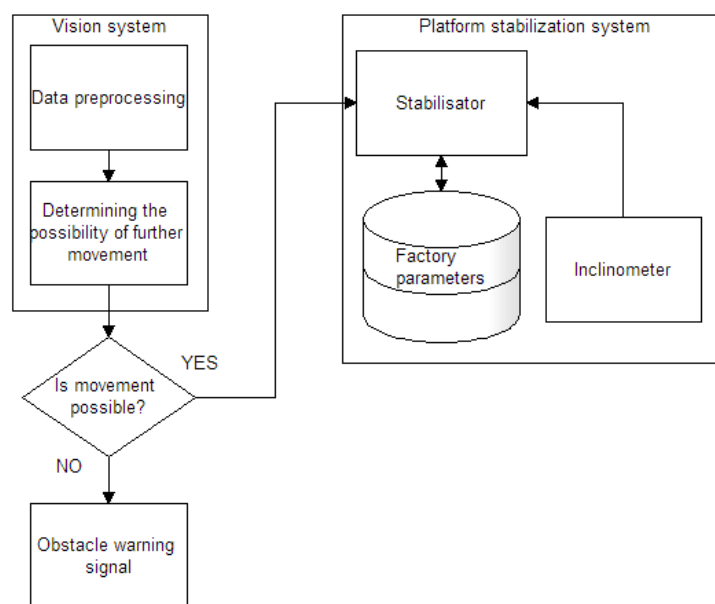 Vision system
Data preprocessing
Determining the
possibility of further
movement
Is movement
possible?
YES
NO
Obstacle warning
signal
Platform stabilization system
Stabilisator
Factory
parameters
Inclinometer